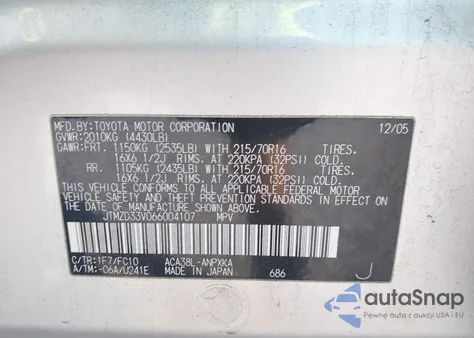 MFD. BY: TOYOTA MOTOR CORPORATION 12/05
GVWR: 2010KG (4430LB)
GAWR: FRT. 1150KG (2535LB) WITH 215/70R16 TIRES.
16X6 1/2J RIMS. AT 220KPA (32PSI) COLD.
RR. 1105KG (2435LB) WITH 215/70R16 TIRES.
16X6 1/2J RIMS. AT 220KPA (32PSI) COLD.
THIS VEHICLE CONFORMS TO ALL APPLICABLE FEDERAL MOTOR
VEHICLE SAFETY STANDARDS IN EFFECT ON THE DATE OF
MANUFACTURE SHOWN ABOVE.
JTMZD33V066004107 MPV
C/TR: 1F7/FC10 ACA38L-ANPXKA
A/TM: -06A/U241E MADE IN JAPAN 686 J
autoSnap
Pewne auto z USA i EU